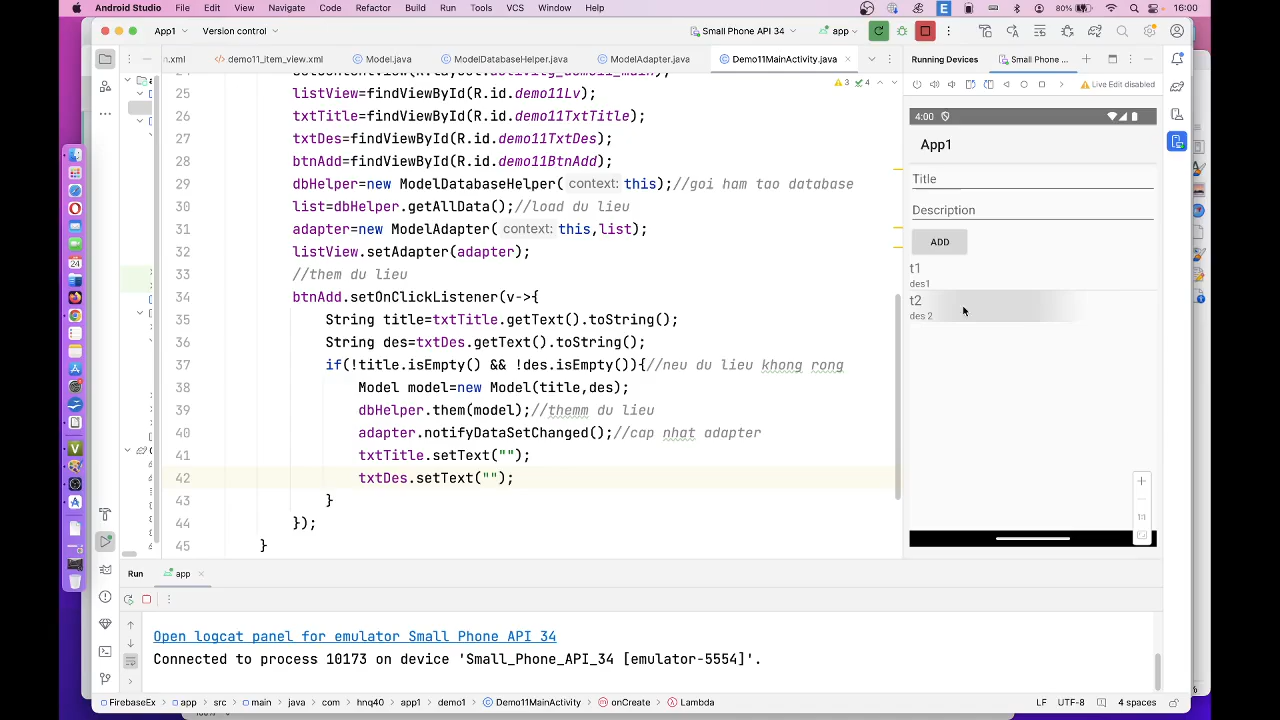 Android Studio File Edit View Navigate Code Refactor Build Run Tools VCS Window Help 80% 16:00
App1 Version control Small Phone API 34 app
n.xml demo11_item_view.xml Model.java ModelDatabaseHelper.java ModelAdapter.java Demo11MainActivity.java Running Devices Small Phone ...
3 4
Live Edit disabled
25 listView=findViewById(R.id.demo11Lv);
26 txtTitle=findViewById(R.id.demo11TxtTitle);
27 txtDes=findViewById(R.id.demo11TxtDes);
28 btnAdd=findViewById(R.id.demo11BtnAdd);
29 dbHelper=new ModelDatabaseHelper( context: this);//goi ham tao database
30 list=dbHelper.getAllData();//load du lieu
31 adapter=new ModelAdapter( context: this,list);
32 listView.setAdapter(adapter);
33 //them du lieu
34 btnAdd.setOnClickListener(v->{
35 String title=txtTitle.getText().toString();
36 String des=txtDes.getText().toString();
37 if(!title.isEmpty() && !des.isEmpty()){//neu du lieu khong rong
38 Model model=new Model(title,des);
39 dbHelper.them(model);//themm du lieu
40 adapter.notifyDataSetChanged();//cap nhat adapter
41 txtTitle.setText("");
42 txtDes.setText("");
43 }
44 });
45 }
4:00
App1
Title
Description
ADD
t1
des1
t2
des 2
1:1
Run app
Open logcat panel for emulator Small Phone API 34
Connected to process 10173 on device 'Small_Phone_API_34 [emulator-5554]'.
FirebaseEx app src main java com hnq40 app1 demo1 Demo11MainActivity onCreate Lambda LF UTF-8 4 spaces